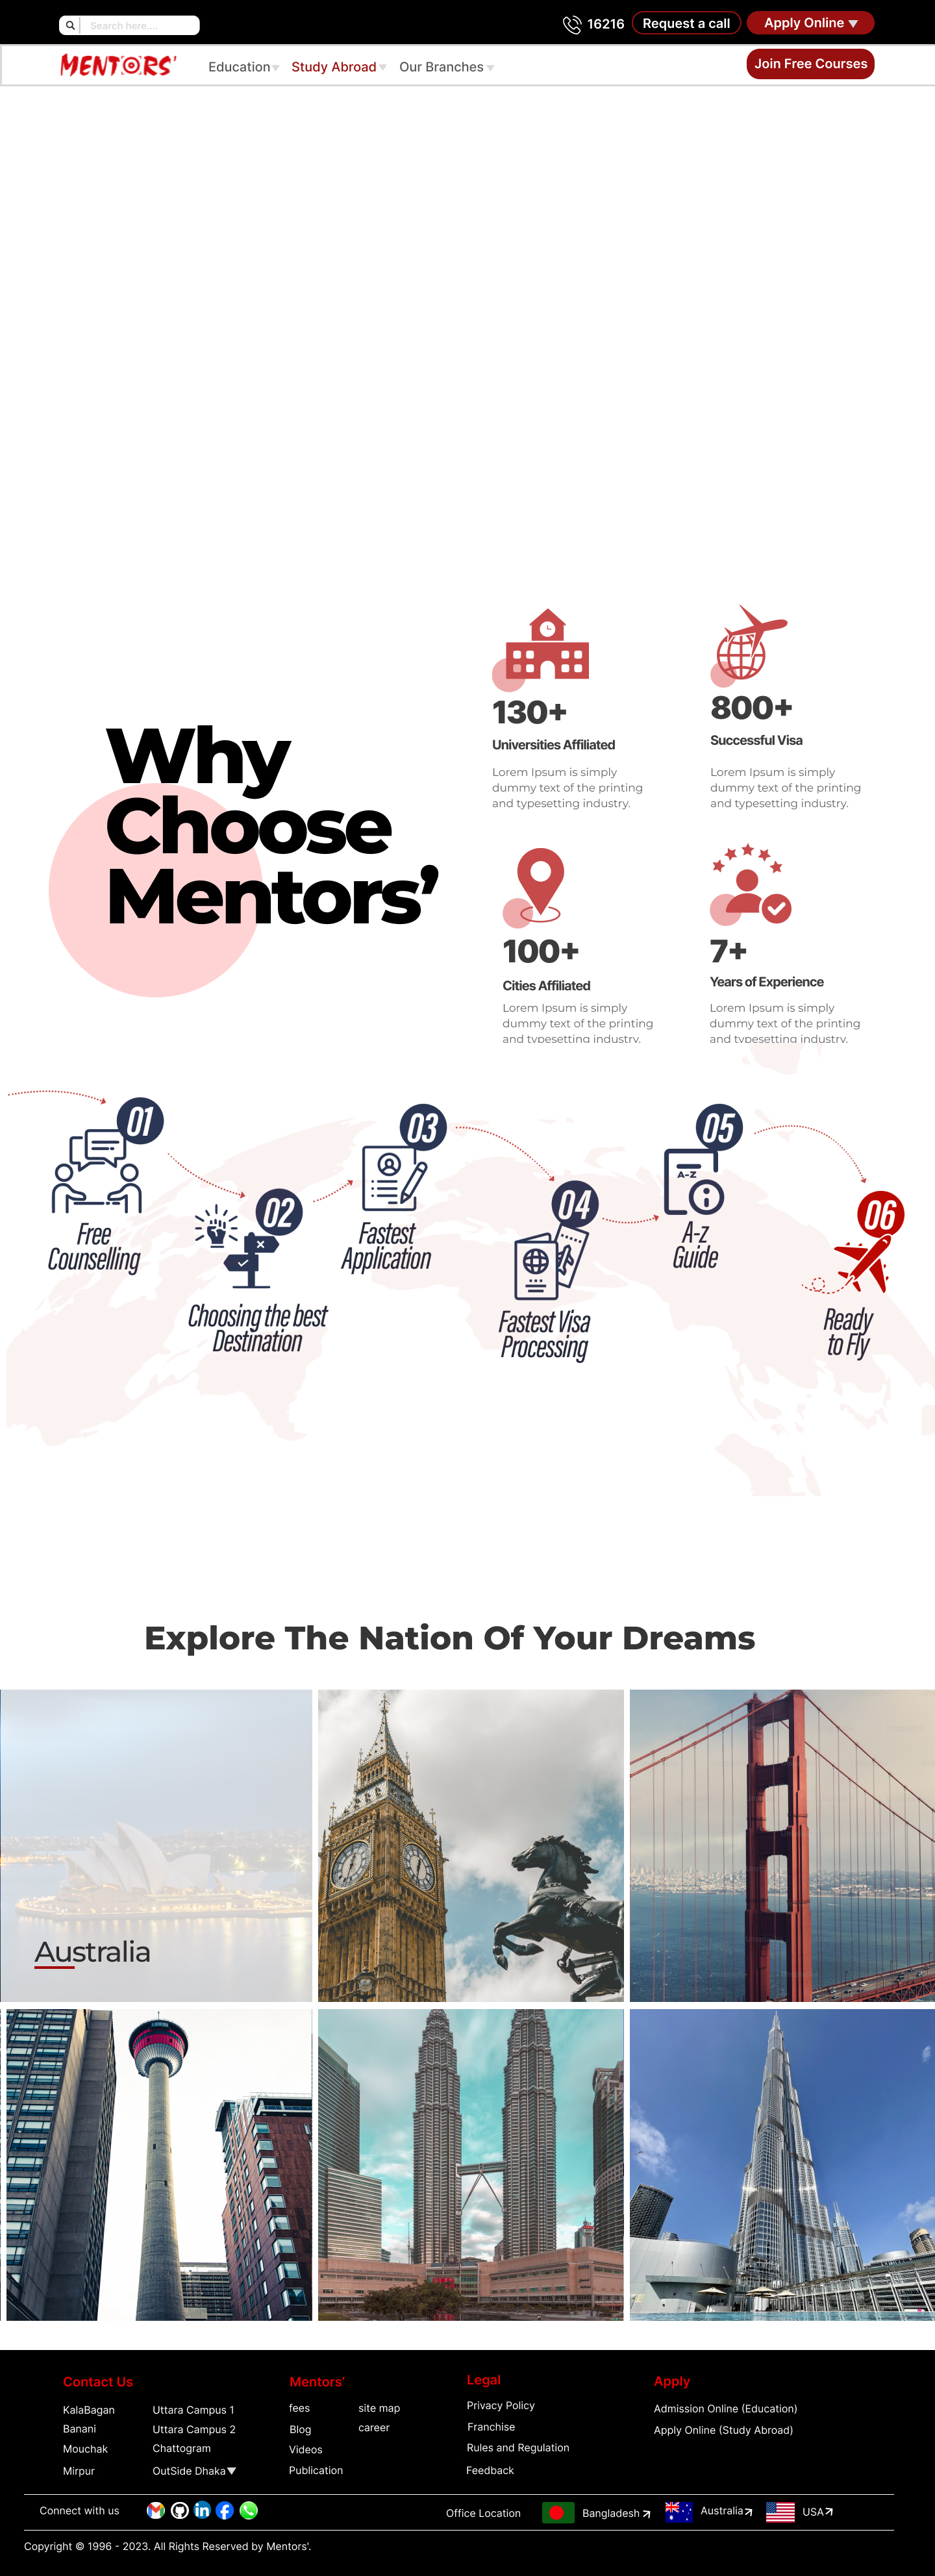 Search here....
16216
Request a call
Apply Online
MENTORS'
Education
Study Abroad
Our Branches
Join Free Courses
Why
Choose
Mentors’
130+
Universities Affiliated
Lorem Ipsum is simply
dummy text of the printing
and typesetting industry.
800+
Successful Visa
Lorem Ipsum is simply
dummy text of the printing
and typesetting industry.
100+
Cities Affiliated
Lorem Ipsum is simply
dummy text of the printing
and typesetting industry.
7+
Years of Experience
Lorem Ipsum is simply
dummy text of the printing
and typesetting industry.
01
Free
Counselling
02
Choosing the best
Destination
03
Fastest
Application
04
Fastest Visa
Processing
05
A-Z
A-z
Guide
06
Ready
to Fly
Explore The Nation Of Your Dreams
Australia
Contact Us
KalaBagan
Banani
Mouchak
Mirpur
Uttara Campus 1
Uttara Campus 2
Chattogram
OutSide Dhaka
Mentors'
fees
Blog
Videos
Publication
site map
career
Legal
Privacy Policy
Franchise
Rules and Regulation
Feedback
Apply
Admission Online (Education)
Apply Online (Study Abroad)
Connect with us
in
Office Location
Bangladesh
Australia
USA
Copyright © 1996 - 2023. All Rights Reserved by Mentors'.